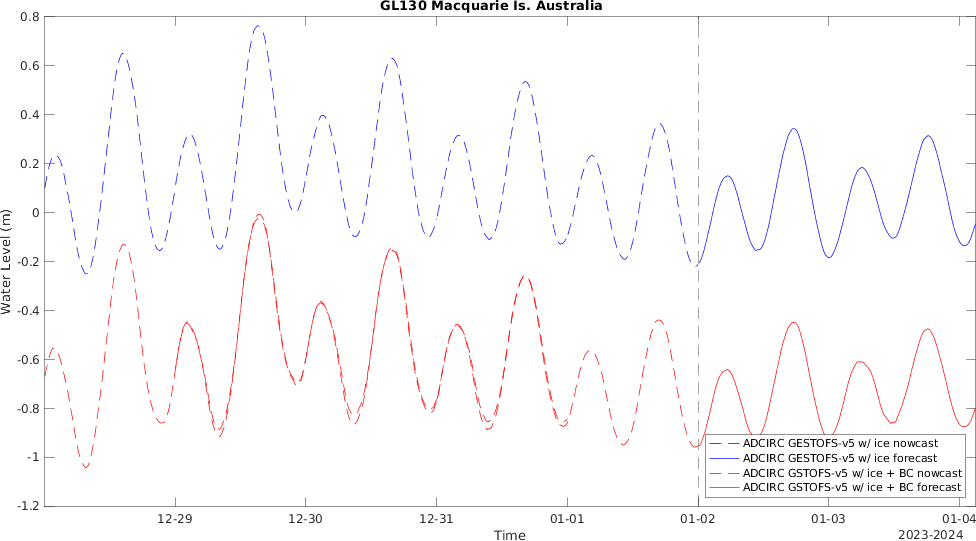 GL130 Macquarie Is. Australia
0.8
0.6
0.4
0.2
0
-0.2
-0.4
-0.6
-0.8
-1
-1.2
Water Level (m)
12-29
12-30
12-31
01-01
01-02
01-03
01-04
Time
2023-2024
ADCIRC GESTOFS-v5 w/ ice nowcast
ADCIRC GESTOFS-v5 w/ ice forecast
ADCIRC GSTOFS-v5 w/ ice + BC nowcast
ADCIRC GSTOFS-v5 w/ ice + BC forecast